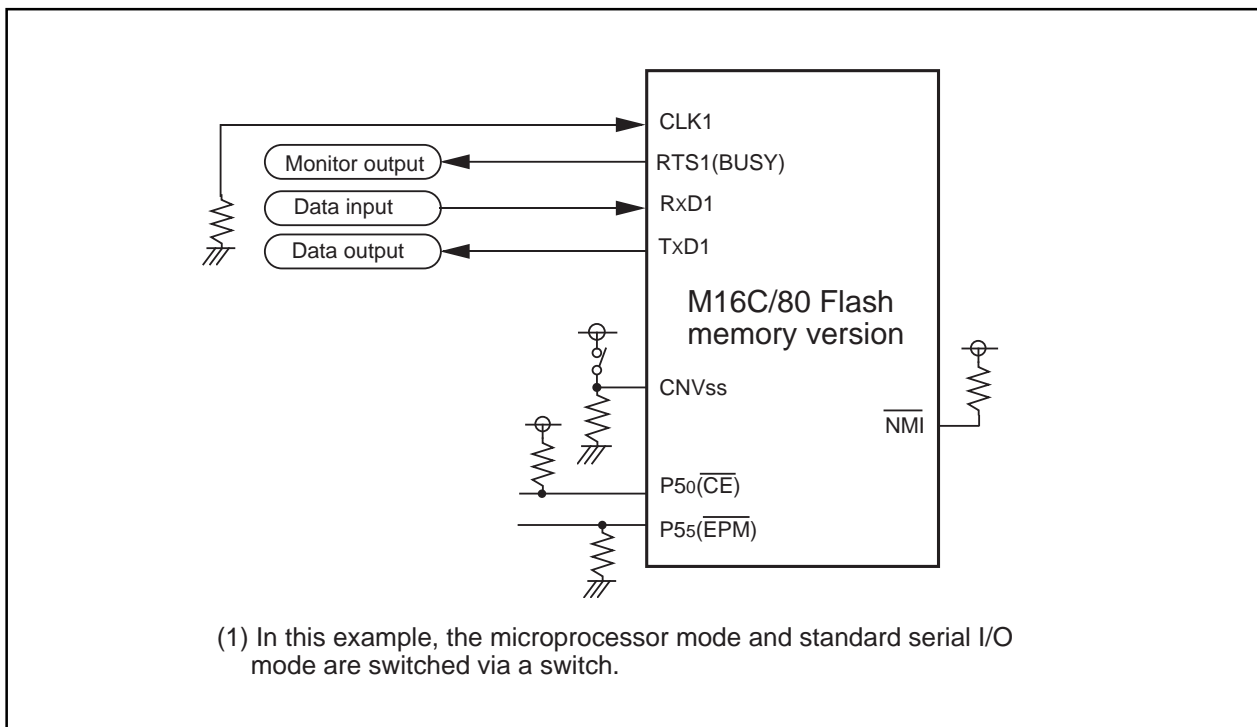 CLK1
Monitor output
RTS1(BUSY)
Data input
RxD1
Data output
TxD1
M16C/80 Flash
memory version
CNVss
NMI
P50(CE)
P55(EPM)
(1) In this example, the microprocessor mode and standard serial I/O
mode are switched via a switch.